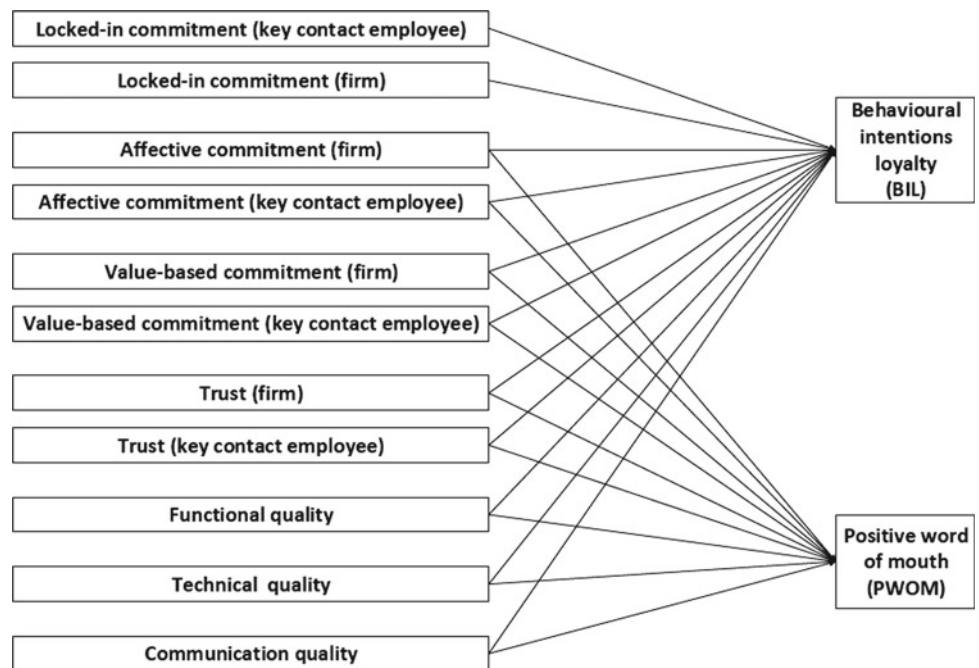 Locked-in commitment (key contact employee)
Locked-in commitment (firm)
Affective commitment (firm)
Affective commitment (key contact employee)
Value-based commitment (firm)
Value-based commitment (key contact employee)
Trust (firm)
Trust (key contact employee)
Functional quality
Technical quality
Communication quality
Behavioural
intentions
loyalty
(BIL)
Positive word
of mouth
(PWOM)